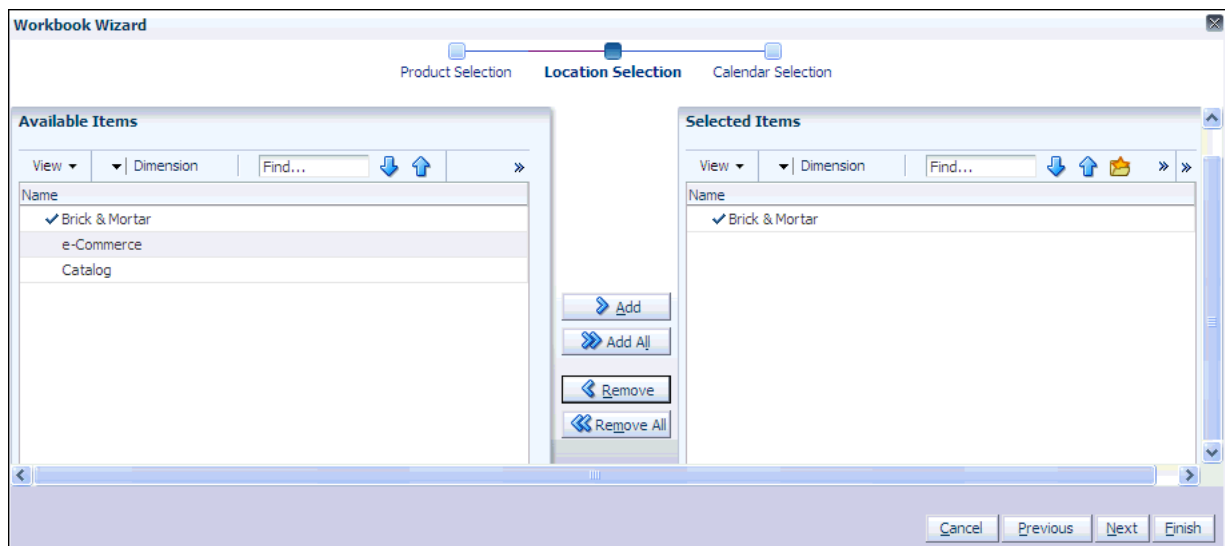 Workbook Wizard
Product Selection Location Selection Calendar Selection
Available Items
View Dimension Find... »
Name
Brick & Mortar
e-Commerce
Catalog
Add
Add All
Remove
Remove All
Selected Items
View Dimension Find... » »
Name
Brick & Mortar
Cancel Previous Next Finish